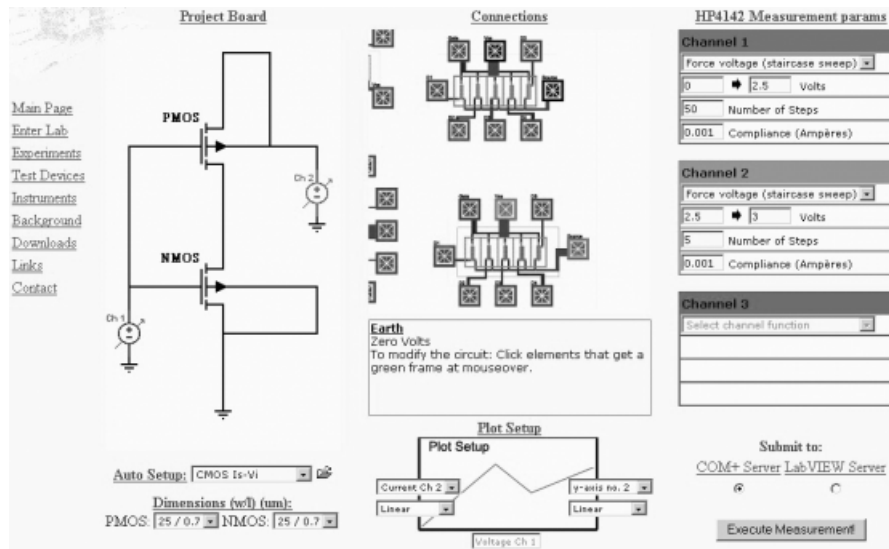 Project Board
Connections
HP4142 Measurement params
Main Page
Enter Lab
Experiments
Test Devices
Instruments
Background
Downloads
Links
Contact
PMOS
Ch 2
NMOS
Ch 1
Auto Setup: CMOS Is-Vi
Dimensions (w/l) (um):
PMOS: 25 / 0.7 NMOS: 25 / 0.7
Earth
Zero Volts
To modify the circuit: Click elements that get a
green frame at mouseover.
Plot Setup
Plot Setup
Current Ch 2
y-axis no. 2
Linear
Linear
Voltage Ch 1
Channel 1
Force voltage (staircase sweep)
0 2.5 Volts
50 Number of Steps
0.001 Compliance (Ampères)
Channel 2
Force voltage (staircase sweep)
2.5 3 Volts
5 Number of Steps
0.001 Compliance (Ampères)
Channel 3
Select channel function
Submit to:
COM+ Server LabVIEW Server
Execute Measurement!